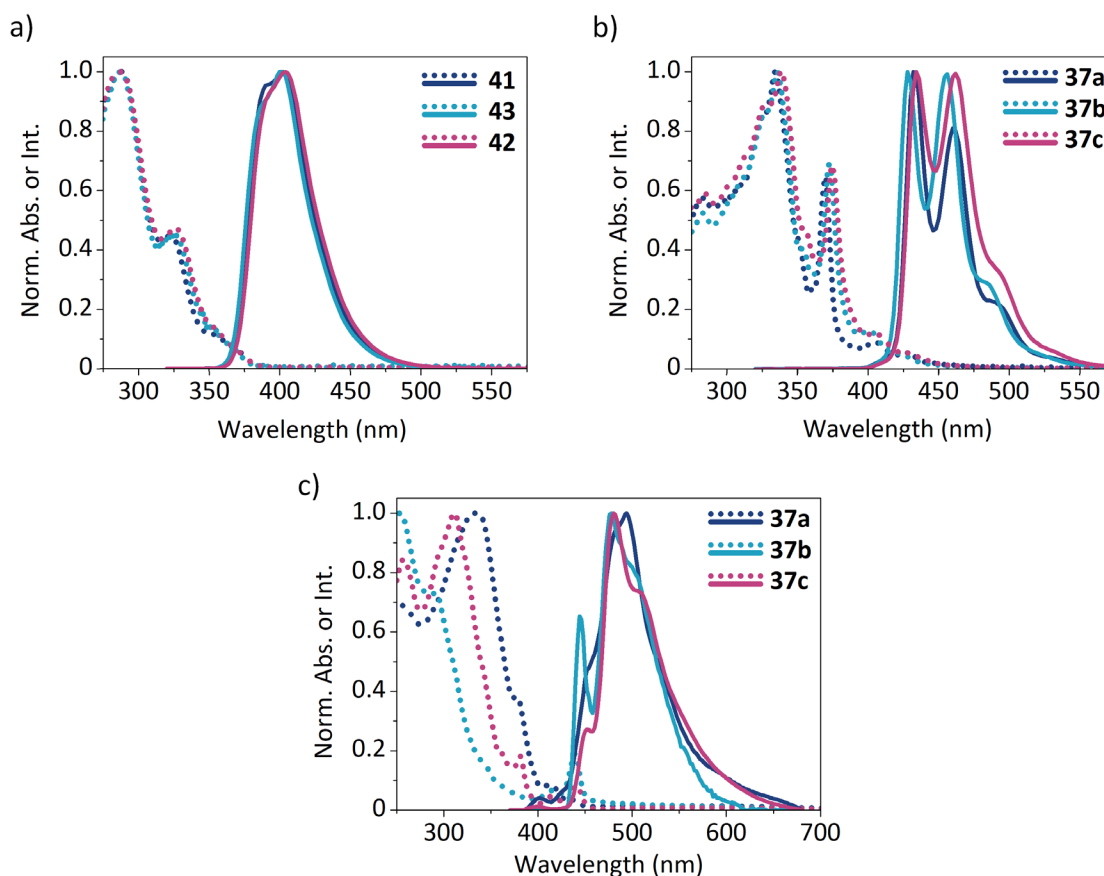 a)
41
43
42
1.0
0.8
0.6
0.4
0.2
0
Norm. Abs. or Int.
300 350 400 450 500 550
Wavelength (nm)
b)
37a
37b
37c
1.0
0.8
0.6
0.4
0.2
0
Norm. Abs. or Int.
300 350 400 450 500 550
Wavelength (nm)
c)
37a
37b
37c
1.0
0.8
0.6
0.4
0.2
0
Norm. Abs. or Int.
300 400 500 600 700
Wavelength (nm)